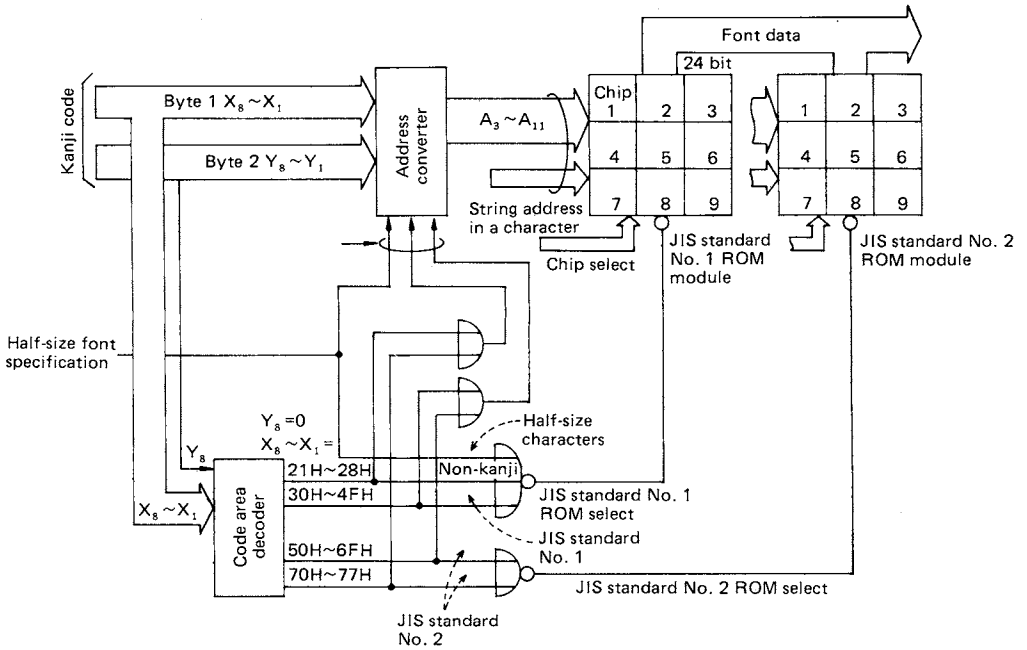 Kanji code
Byte 1 X₈~X₁
Byte 2 Y₈~Y₁
Address
converter
A₃~A₁₁
String address
in a character
Chip select
Font data
24 bit
Chip
1 2 3
4 5 6
7 8 9
JIS standard
No. 1 ROM
module
1 2 3
4 5 6
7 8 9
JIS standard No. 2
ROM module
Half-size font
specification
Y₈
X₈~X₁
Code area
decoder
Y₈=0
X₈~X₁=
21H~28H
30H~4FH
50H~6FH
70H~77H
Half-size
characters
Non-kanji
JIS standard No. 1
ROM select
JIS standard
No. 1
JIS standard No. 2 ROM select
JIS standard
No. 2